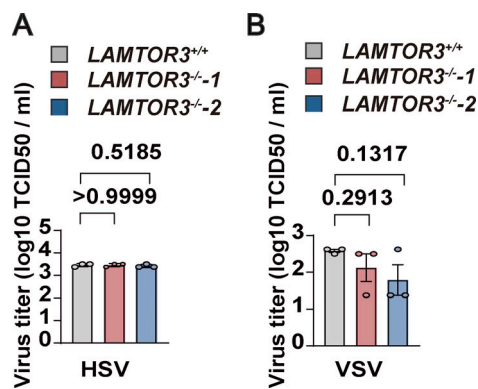 A
LAMTOR3+/+
LAMTOR3-/--1
LAMTOR3-/--2
0.5185
>0.9999
Virus titer (log10 TCID50 / ml)
5
4
3
2
1
0
HSV
B
LAMTOR3+/+
LAMTOR3-/--1
LAMTOR3-/--2
0.1317
0.2913
Virus titer (log10 TCID50 / ml)
3
2
1
0
VSV